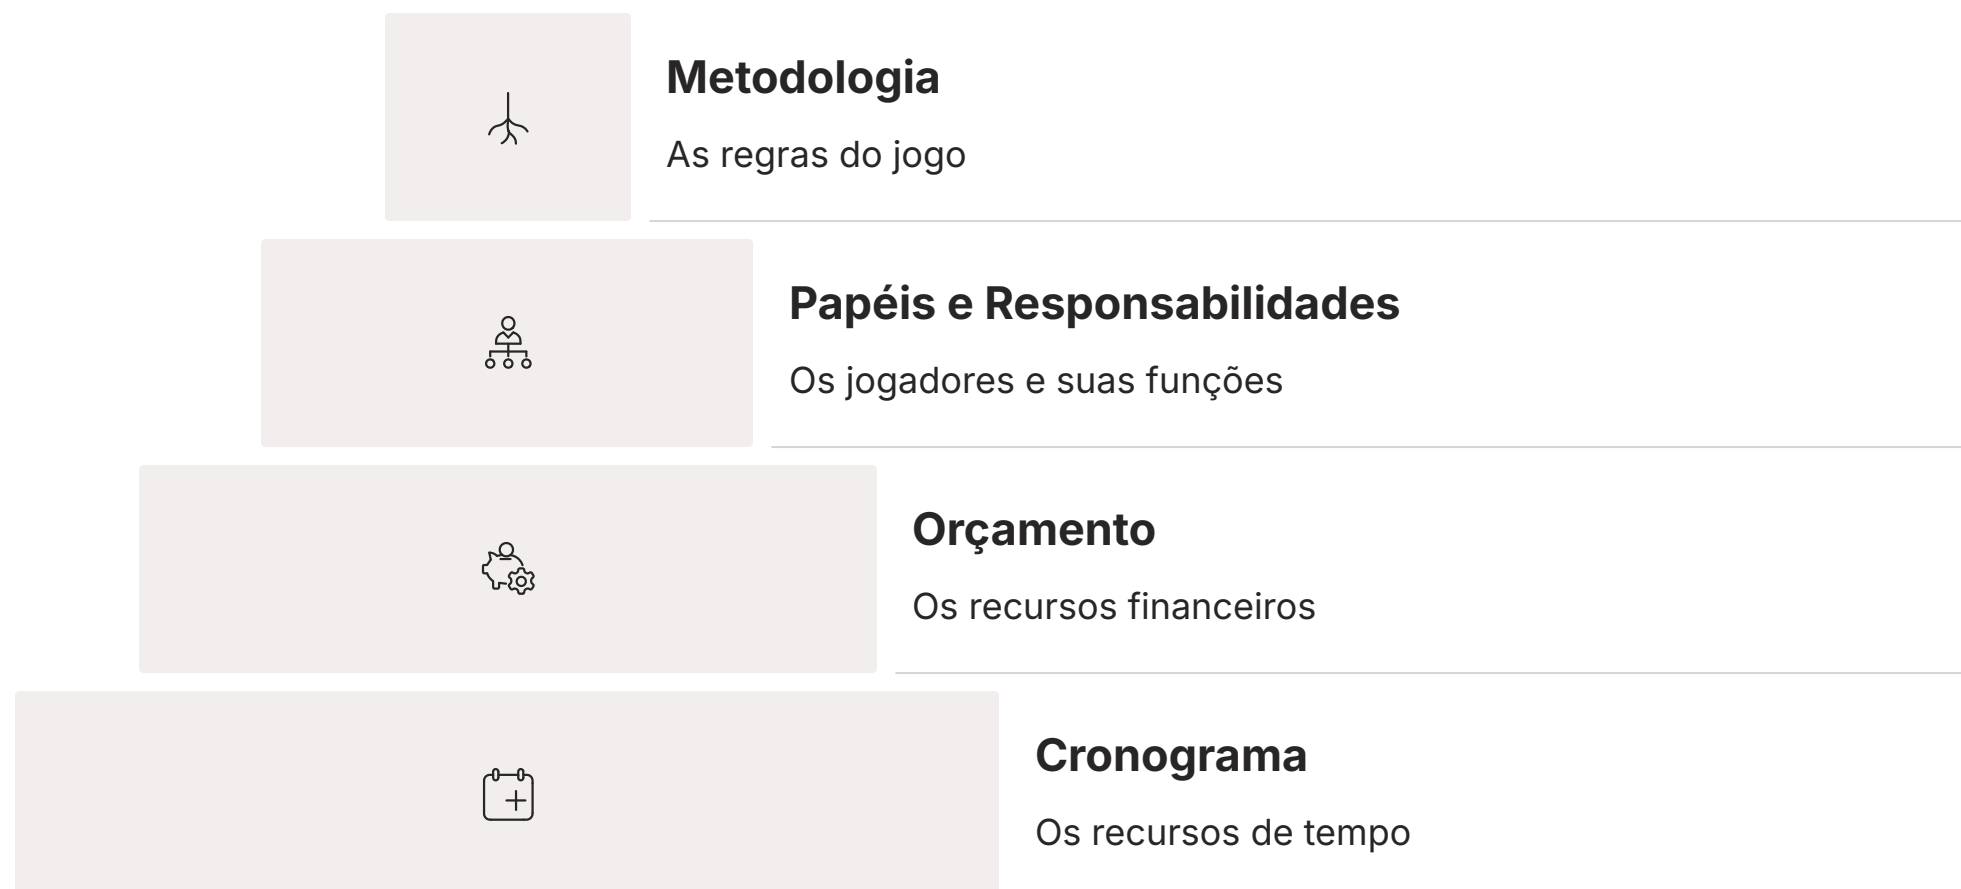 Metodologia
As regras do jogo
Papéis e Responsabilidades
Os jogadores e suas funções
Orçamento
Os recursos financeiros
Cronograma
Os recursos de tempo